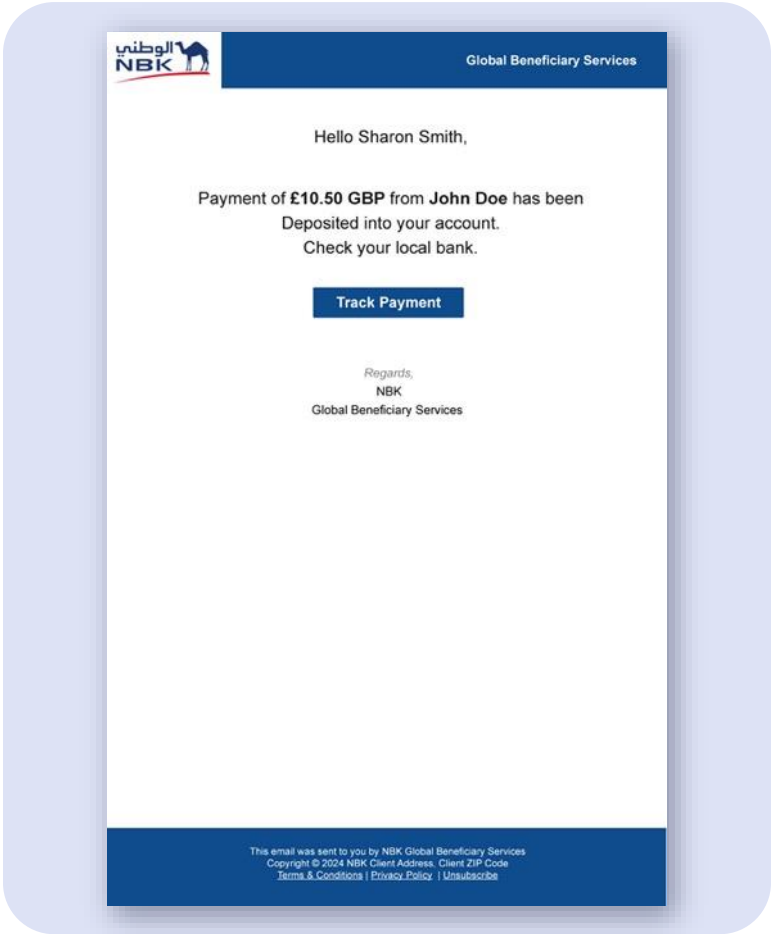 الوطني
NBK
Global Beneficiary Services
Hello Sharon Smith,
Payment of £10.50 GBP from John Doe has been
Deposited into your account.
Check your local bank.
Track Payment
Regards,
NBK
Global Beneficiary Services
This email was sent to you by NBK Global Beneficiary Services
Copyright © 2024 NBK Client Address, Client ZIP Code
Terms & Conditions | Privacy Policy | Unsubscribe